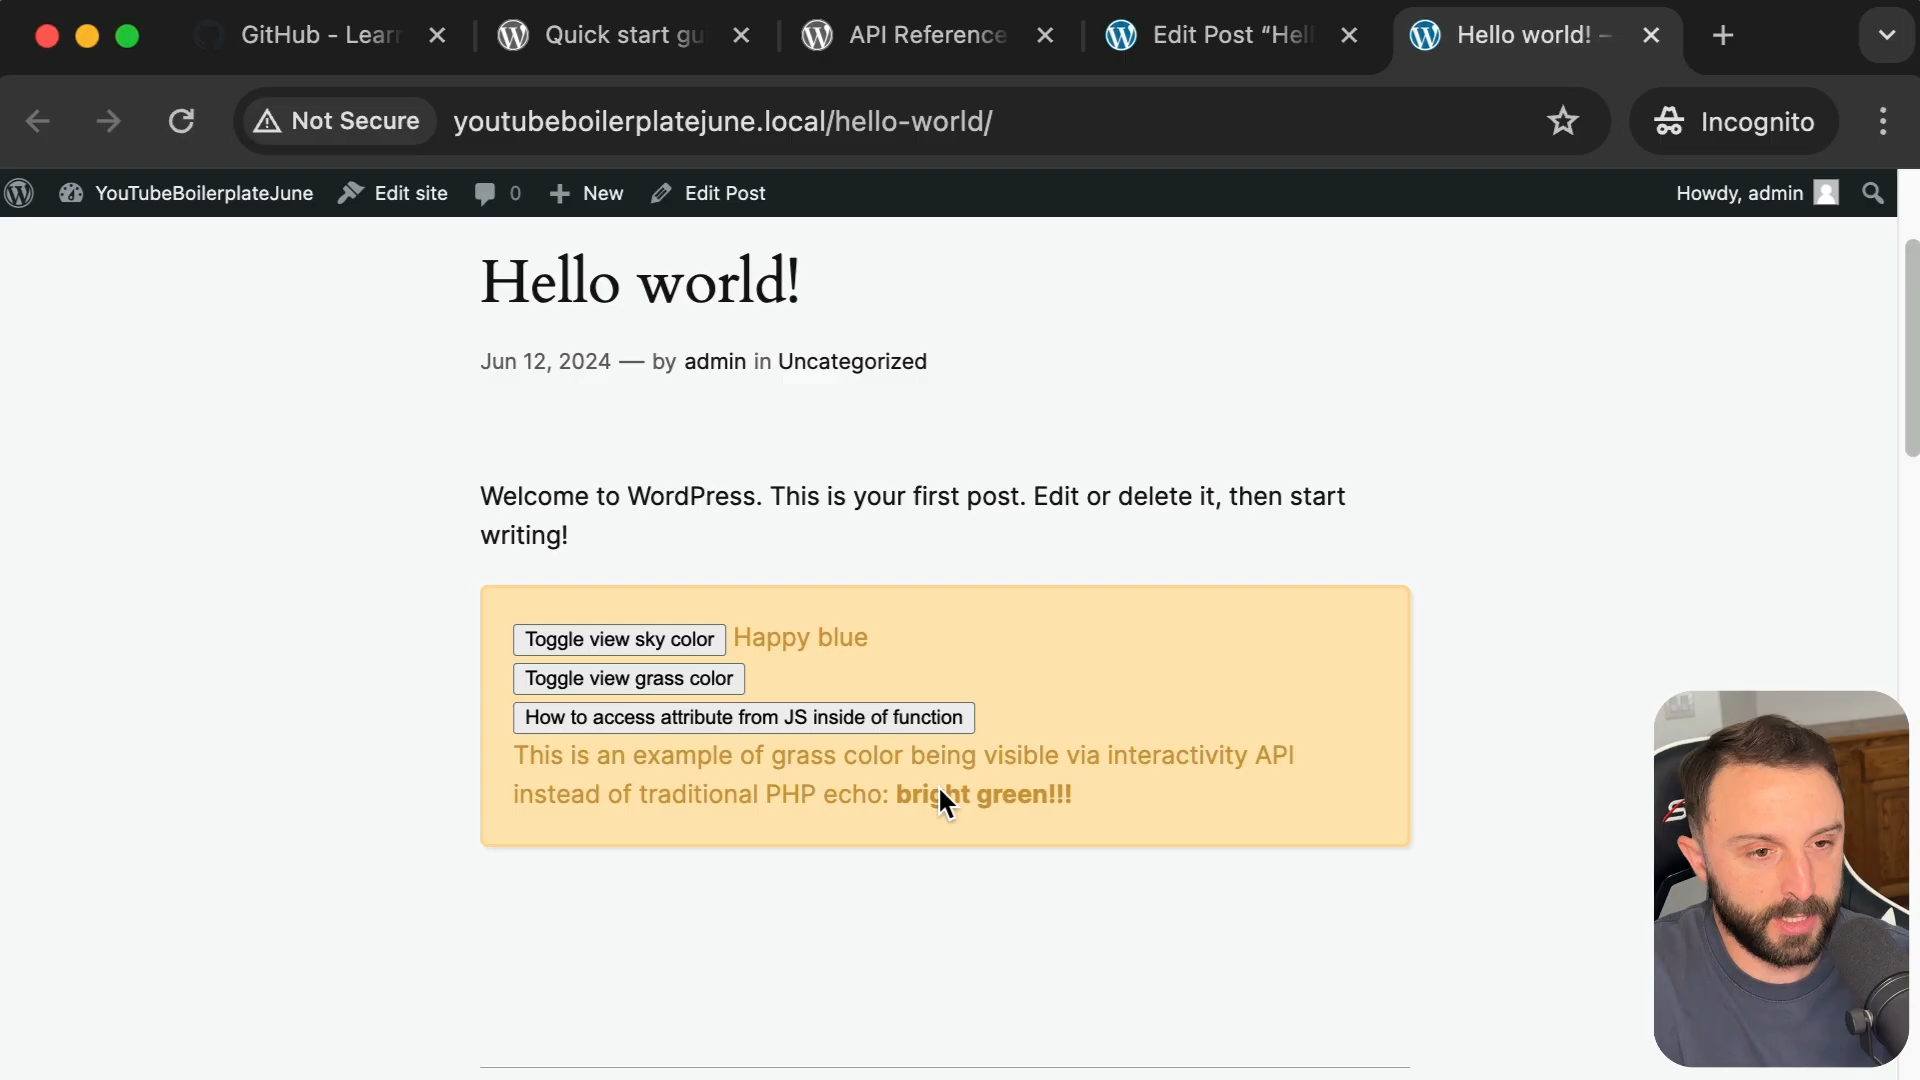 GitHub - Learn
Quick start gu
API Reference
Edit Post “Hell
Hello world! –
Not Secure
youtubeboilerplatejune.local/hello-world/
Incognito
YouTubeBoilerplateJune
Edit site
0
New
Edit Post
Howdy, admin
Hello world!
Jun 12, 2024 — by admin in Uncategorized
Welcome to WordPress. This is your first post. Edit or delete it, then start
writing!
Toggle view sky color Happy blue
Toggle view grass color
How to access attribute from JS inside of function
This is an example of grass color being visible via interactivity API
instead of traditional PHP echo: bright green!!!